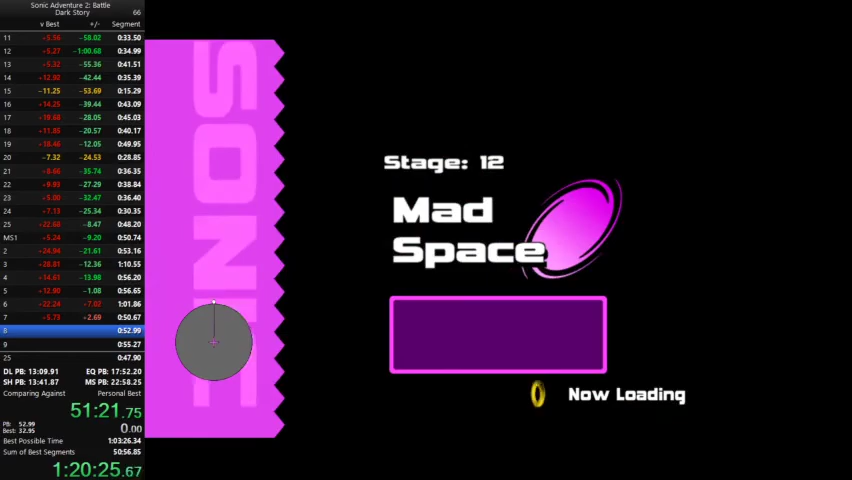 Sonic Adventure 2: Battle
Dark Story 66
v Best +/- Segment
11 +5.56 -58.02 0:33.50
12 +5.27 -1:00.68 0:34.99
13 +5.32 -55.36 0:41.51
14 +12.92 -42.44 0:35.39
15 -11.25 -53.69 0:15.29
16 +14.25 -39.44 0:43.09
17 +19.68 -28.05 0:45.03
18 +11.85 -20.57 0:40.17
19 +18.46 -12.05 0:49.95
20 -7.32 -24.53 0:28.85
21 +8.66 -35.74 0:36.35
22 +9.93 -27.29 0:38.84
23 +5.00 -32.47 0:36.40
24 +7.13 -25.34 0:30.35
25 +22.68 -8.47 0:48.20
MS1 +5.24 -9.20 0:50.74
2 +24.94 -21.61 0:53.16
3 +28.81 -12.36 1:10.55
4 +14.61 -13.98 0:56.20
5 +12.90 -1.08 0:56.65
6 +22.24 +7.02 1:01.86
7 +5.73 +2.69 0:50.67
8 0:52.99
9 0:55.27
25 0:47.90
DL PB: 13:09.91 EQ PB: 17:52.20
SH PB: 13:41.87 MS PB: 22:58.25
Comparing Against Personal Best
51:21.75
PB: 52.99
Best: 32.95
0.00
Best Possible Time 1:03:26.34
Sum of Best Segments 50:56.85
1:20:25.67
SONIC
Stage: 12
Mad
Space
Now Loading